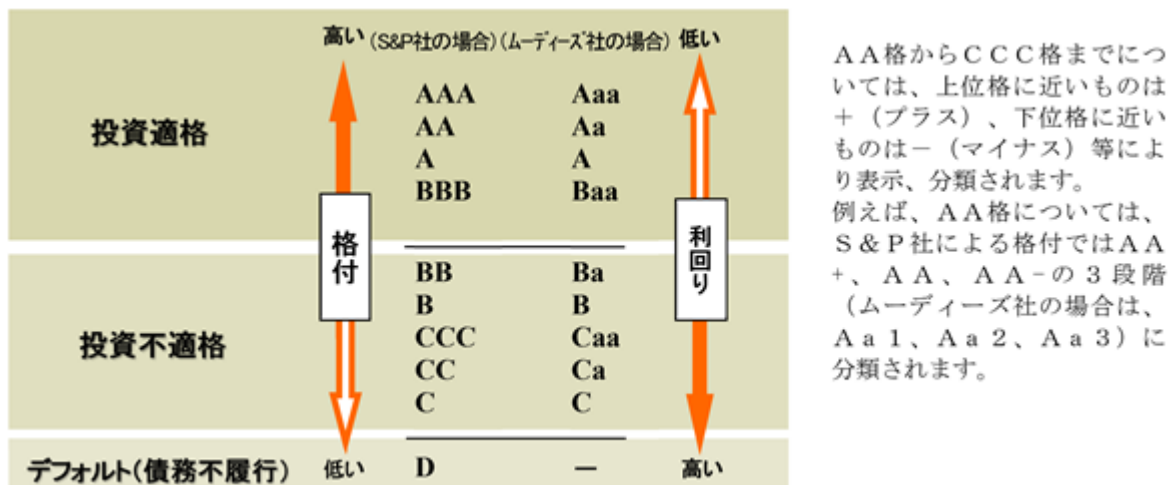 高い (S&P社の場合) (ムーディーズ社の場合) 低い
投資適格
AAA Aaa
AA Aa
A A
BBB Baa
格付
利回り
投資不適格
BB Ba
B B
CCC Caa
CC Ca
C C
デフォルト(債務不履行) 低い D － 高い
ＡＡ格からＣＣＣ格までにつ
いては、上位格に近いものは
＋（プラス）、下位格に近い
ものは－（マイナス）等によ
り表示、分類されます。
例えば、ＡＡ格については、
Ｓ＆Ｐ社による格付ではＡＡ
+、ＡＡ、ＡＡ-の３段階
（ムーディーズ社の場合は、
Ａａ１、Ａａ２、Ａａ３）に
分類されます。